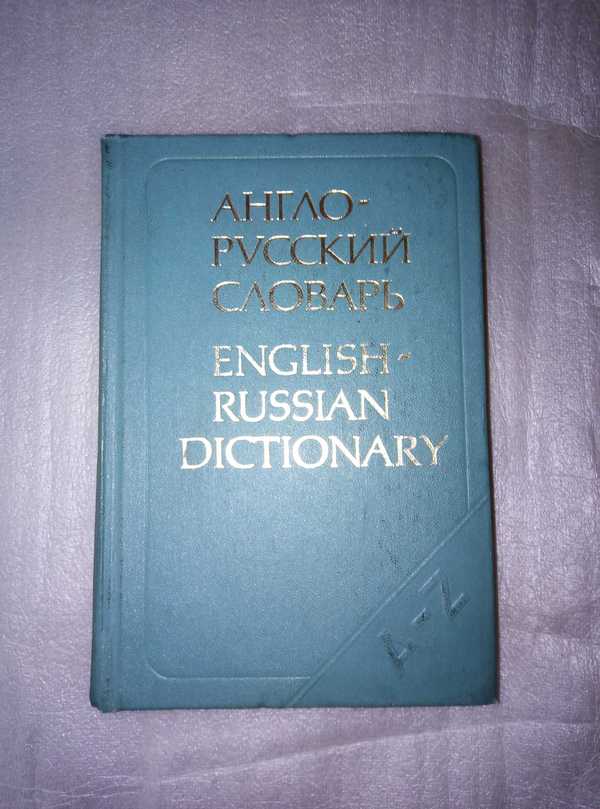 АНГЛО-
РУССКИЙ
СЛОВАРЬ
ENGLISH-
RUSSIAN
DICTIONARY
A-Z